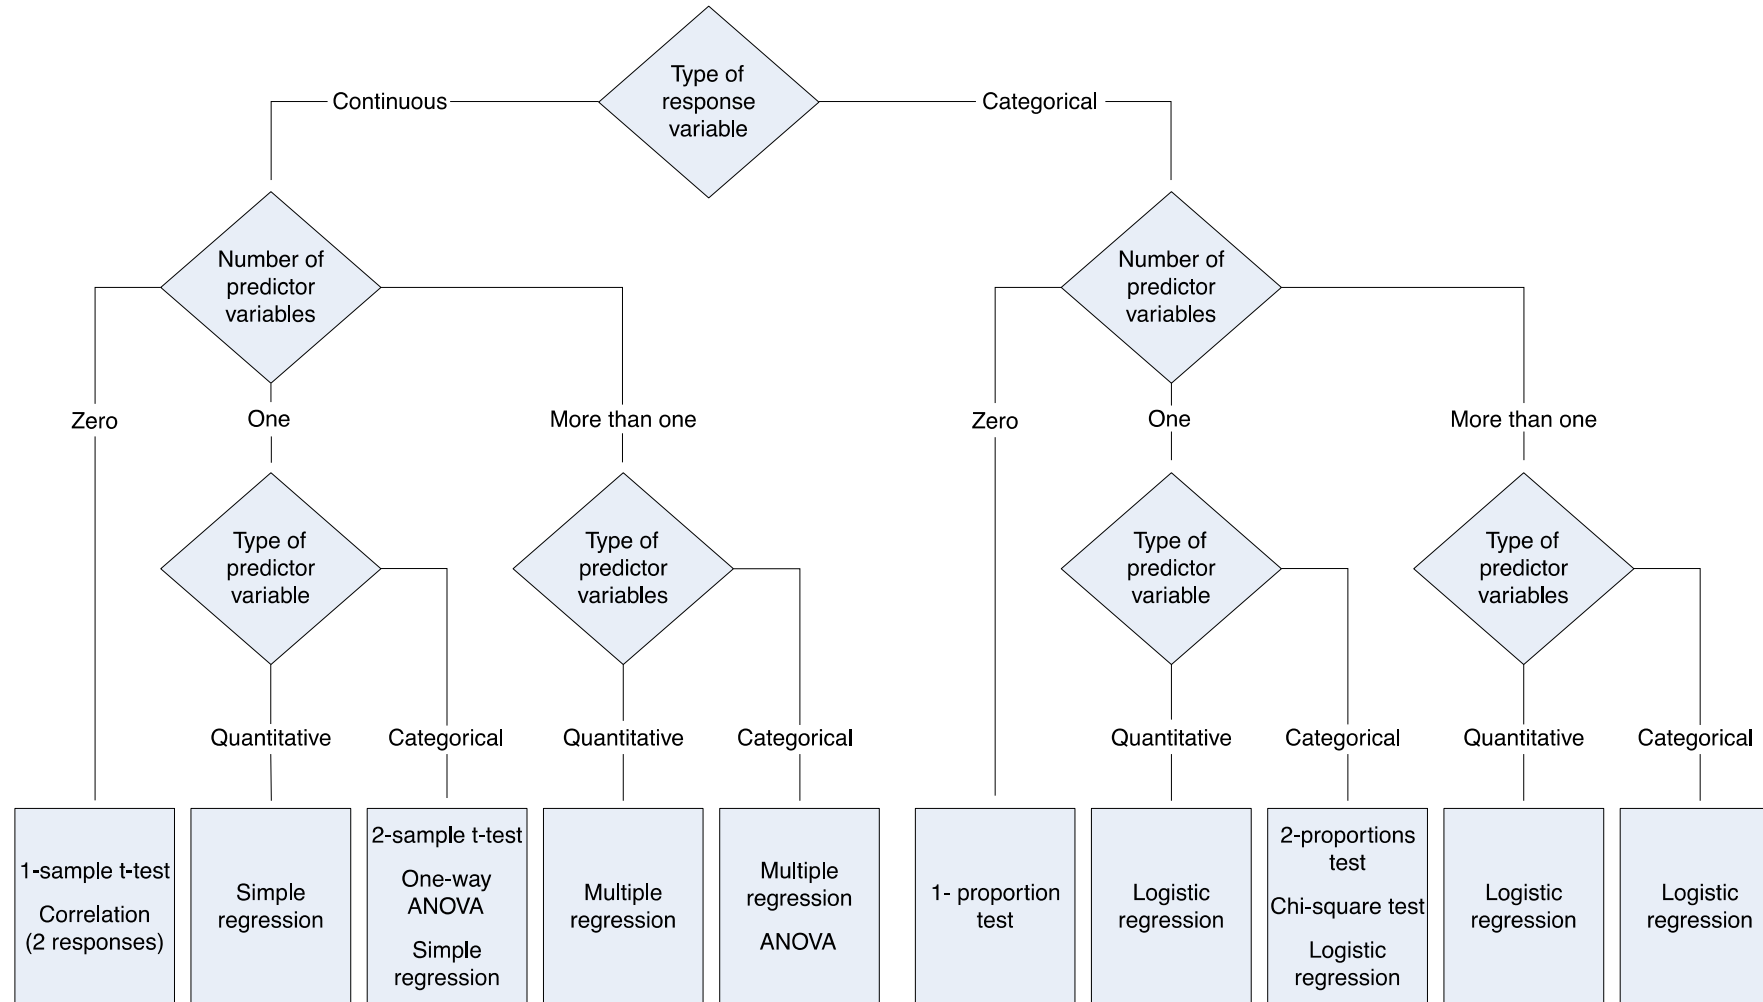 Type of
response
variable
Continuous
Categorical
Number of
predictor
variables
Number of
predictor
variables
Zero
One
More than one
Zero
One
More than one
Type of
predictor
variable
Type of
predictor
variables
Type of
predictor
variable
Type of
predictor
variables
Quantitative
Categorical
Quantitative
Categorical
Quantitative
Categorical
Quantitative
Categorical
1-sample t-test
Correlation
(2 responses)
Simple
regression
2-sample t-test
One-way
ANOVA
Simple
regression
Multiple
regression
Multiple
regression
ANOVA
1- proportion
test
Logistic
regression
2-proportions
test
Chi-square test
Logistic
regression
Logistic
regression
Logistic
regression